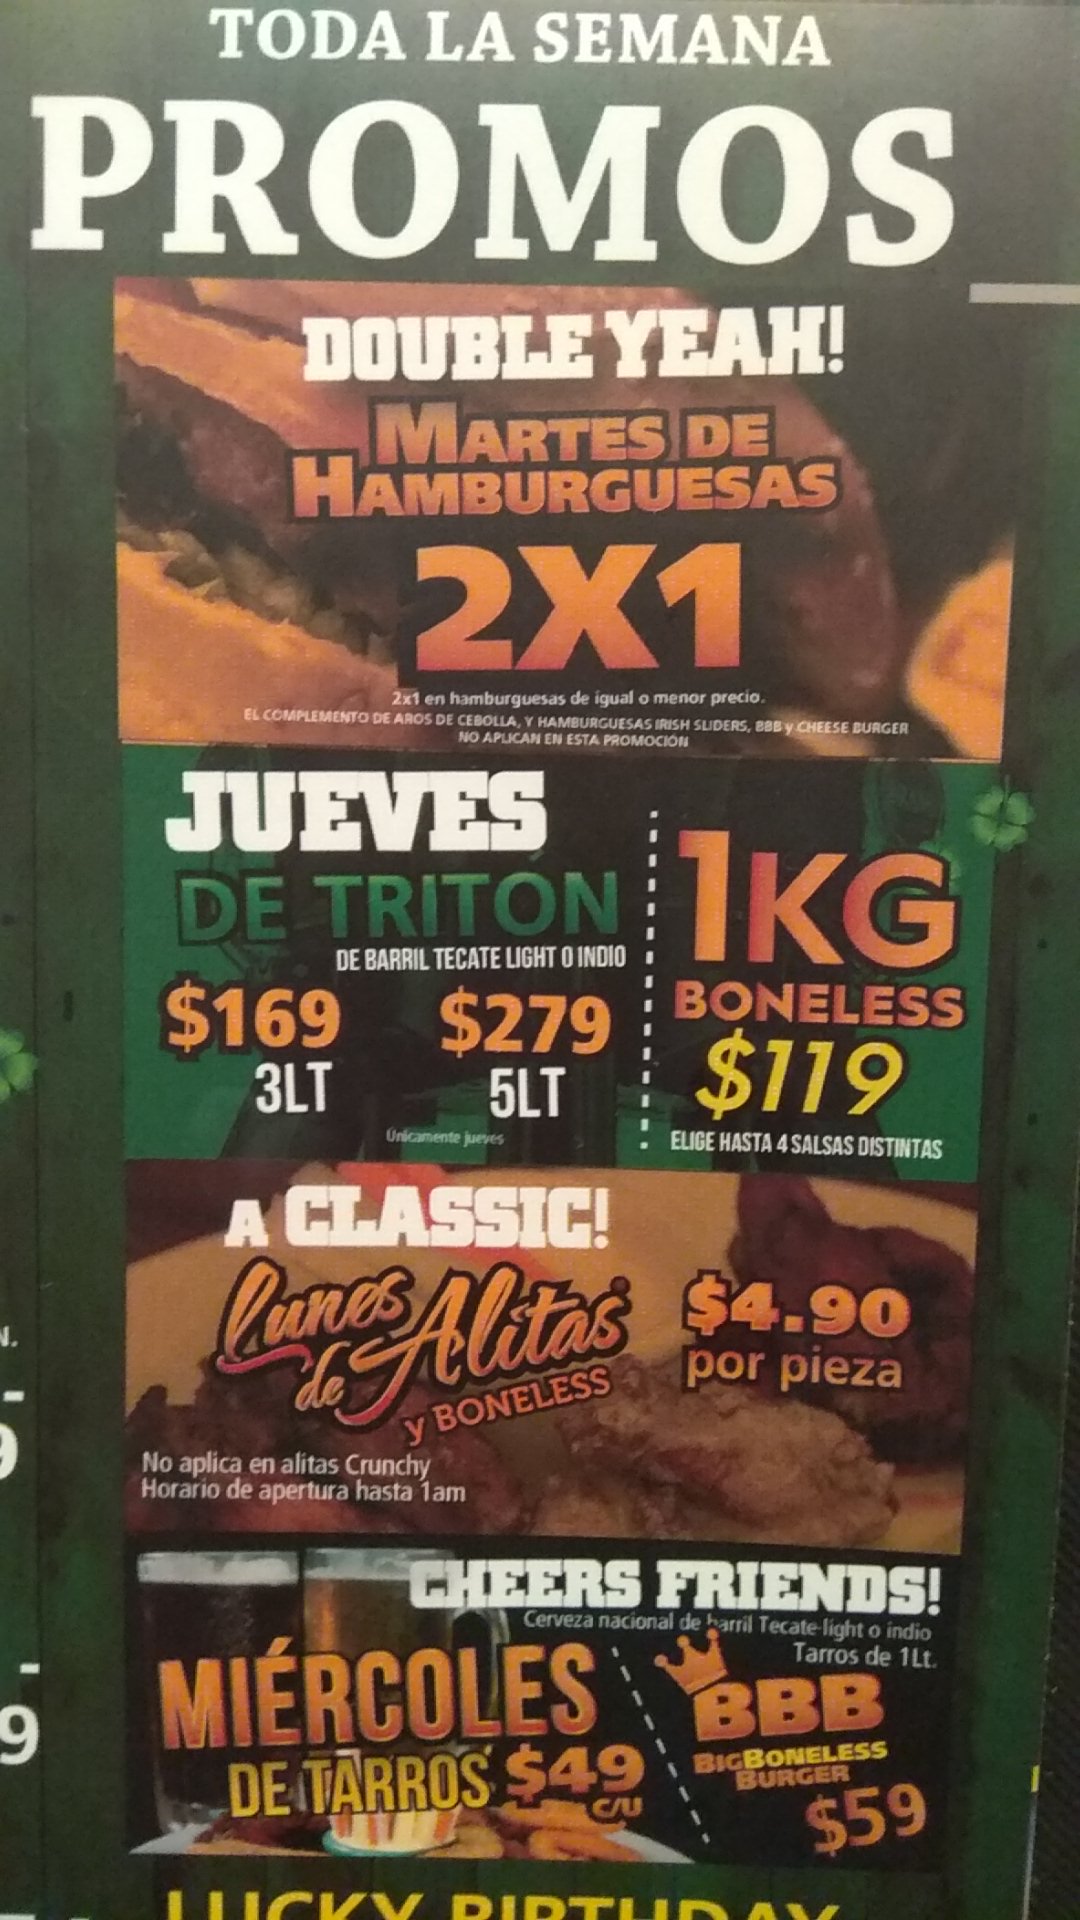 TODA LA SEMANA
PROMOS
DOUBLE YEAH!
MARTES DE
HAMBURGUESAS
2X1
2x1 en hamburguesas de igual o menor precio.
EL COMPLEMENTO DE AROS DE CEBOLLA, Y HAMBURGUESAS IRISH SLIDERS, BBB y CHEESE BURGER
NO APLICAN EN ESTA PROMOCIÓN
JUEVES
DE TRITÓN
DE BARRIL TECATE LIGHT O INDIO
$169 $279
3LT 5LT
Únicamente jueves
1KG
BONELESS
$119
ELIGE HASTA 4 SALSAS DISTINTAS
A CLASSIC!
Lunes
de Alitas
y BONELESS
$4.90
por pieza
No aplica en alitas Crunchy
Horario de apertura hasta 1am
CHEERS FRIENDS!
Cerveza nacional de barril Tecate light o indio
Tarros de 1Lt.
MIÉRCOLES
DE TARROS $49
C/U
BBB
BIGBONELESS
BURGER
$59
LUCKY BIRTHDAY